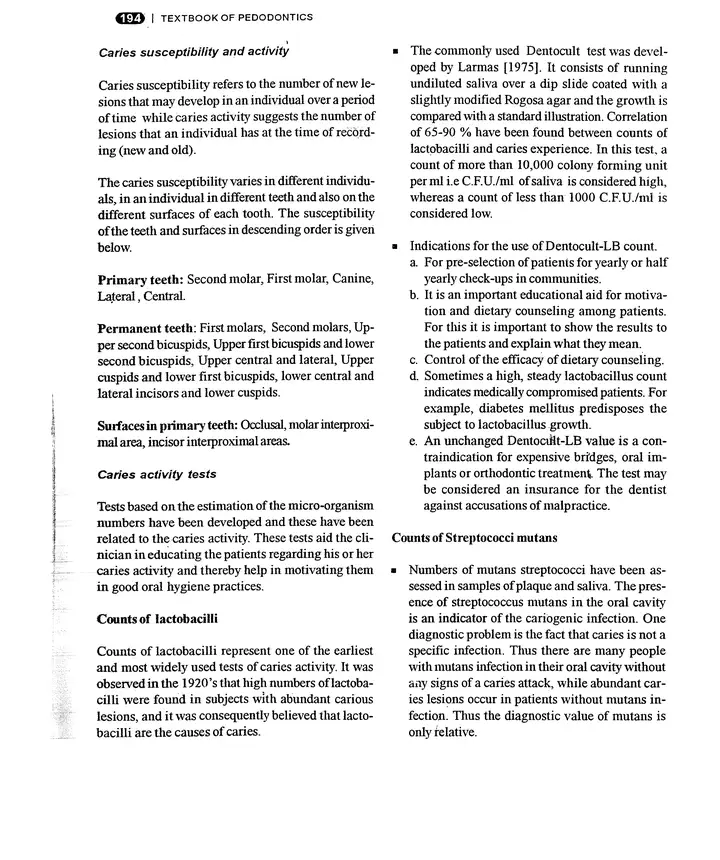 194 | TEXTBOOK OF PEDODONTICS
Caries susceptibility and activity
Caries susceptibility refers to the number of new le-
sions that may develop in an individual over a period
of time while caries activity suggests the number of
lesions that an individual has at the time of record-
ing (new and old).
The caries susceptibility varies in different individu-
als, in an individual in different teeth and also on the
different surfaces of each tooth. The susceptibility
of the teeth and surfaces in descending order is given
below.
Primary teeth: Second molar, First molar, Canine,
Lateral , Central.
Permanent teeth: First molars, Second molars, Up-
per second bicuspids, Upper first bicuspids and lower
second bicuspids, Upper central and lateral, Upper
cuspids and lower first bicuspids, lower central and
lateral incisors and lower cuspids.
Surfaces in primary teeth: Occlusal, molar interproxi-
mal area, incisor interproximal areas.
Caries activity tests
Tests based on the estimation of the micro-organism
numbers have been developed and these have been
related to the caries activity. These tests aid the cli-
nician in educating the patients regarding his or her
caries activity and thereby help in motivating them
in good oral hygiene practices.
Counts of lactobacilli
Counts of lactobacilli represent one of the earliest
and most widely used tests of caries activity. It was
observed in the 1920's that high numbers of lactoba-
cilli were found in subjects with abundant carious
lesions, and it was consequently believed that lacto-
bacilli are the causes of caries.
▪ The commonly used Dentocult test was devel-
oped by Larmas [1975]. It consists of running
undiluted saliva over a dip slide coated with a
slightly modified Rogosa agar and the growth is
compared with a standard illustration. Correlation
of 65-90 % have been found between counts of
lactobacilli and caries experience. In this test, a
count of more than 10,000 colony forming unit
per ml i.e C.F.U./ml of saliva is considered high,
whereas a count of less than 1000 C.F.U./ml is
considered low.
▪ Indications for the use of Dentocult-LB count.
a. For pre-selection of patients for yearly or half
yearly check-ups in communities.
b. It is an important educational aid for motiva-
tion and dietary counseling among patients.
For this it is important to show the results to
the patients and explain what they mean.
c. Control of the efficacy of dietary counseling.
d. Sometimes a high, steady lactobacillus count
indicates medically compromised patients. For
example, diabetes mellitus predisposes the
subject to lactobacillus growth.
e. An unchanged Dentocult-LB value is a con-
traindication for expensive bridges, oral im-
plants or orthodontic treatment. The test may
be considered an insurance for the dentist
against accusations of malpractice.
Counts of Streptococci mutans
▪ Numbers of mutans streptococci have been as-
sessed in samples of plaque and saliva. The pres-
ence of streptococcus mutans in the oral cavity
is an indicator of the cariogenic infection. One
diagnostic problem is the fact that caries is not a
specific infection. Thus there are many people
with mutans infection in their oral cavity without
any signs of a caries attack, while abundant car-
ies lesions occur in patients without mutans in-
fection. Thus the diagnostic value of mutans is
only relative.